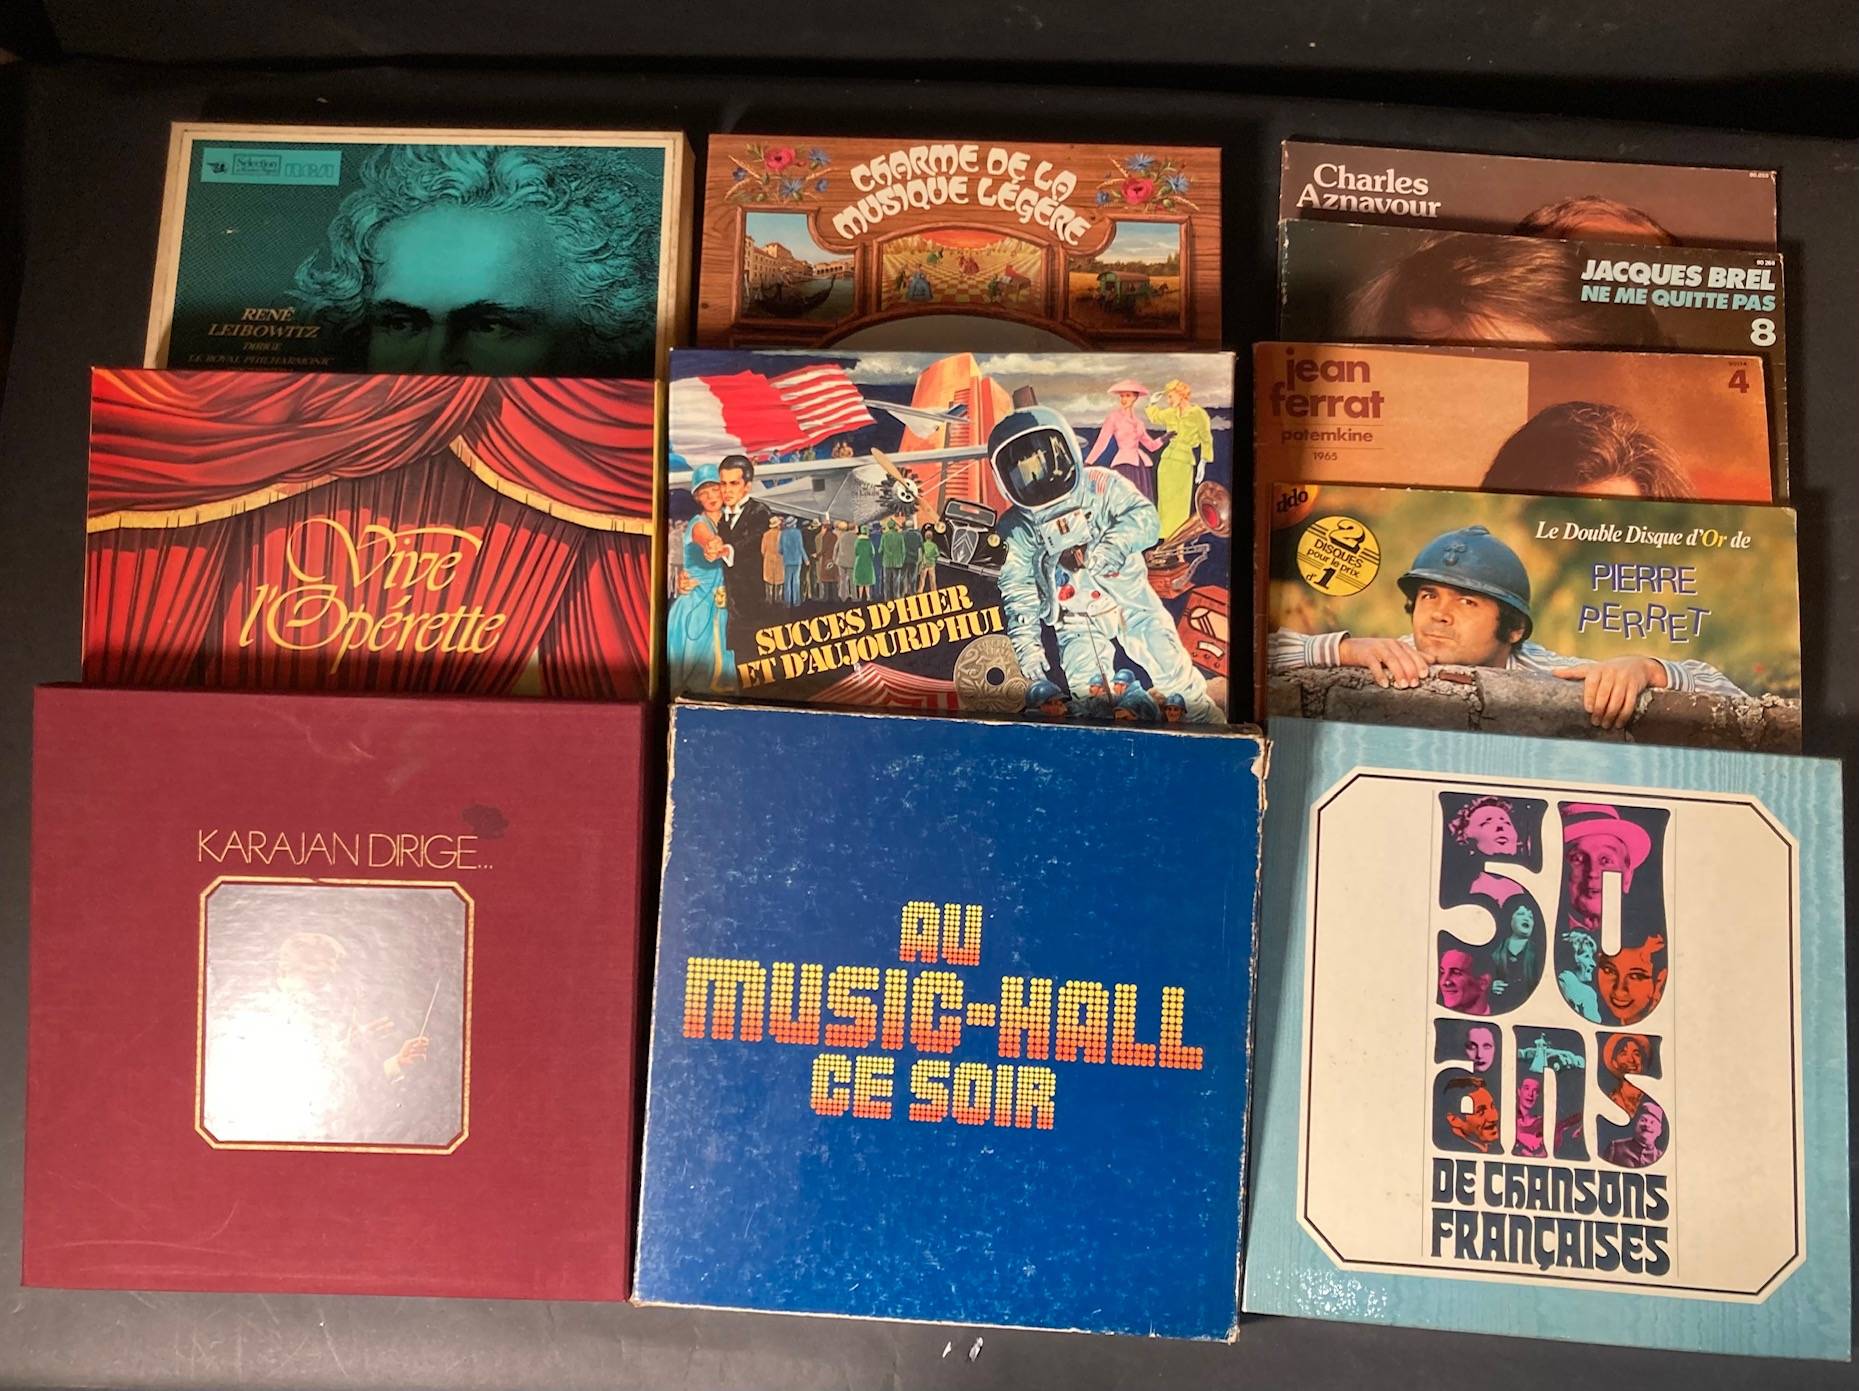 Sélection
RCA
RENÉ
LEIBOWITZ
DIRIGE
LE ROYAL PHILHARMONIC
CHARME DE LA
MUSIQUE LÉGÈRE
Charles
Aznavour
JACQUES BREL
NE ME QUITTE PAS
8
jean
ferrat
potemkine
1965
4
Vive
l'Opérette
SUCCES D'HIER
ET D'AUJOURD'HUI
2
DISQUES
pour le prix
d'1
Le Double Disque d'Or de
PIERRE
PERRET
KARAJAN DIRIGE...
AU
MUSIC-HALL
CE SOIR
50
ans
DE CHANSONS
FRANÇAISES